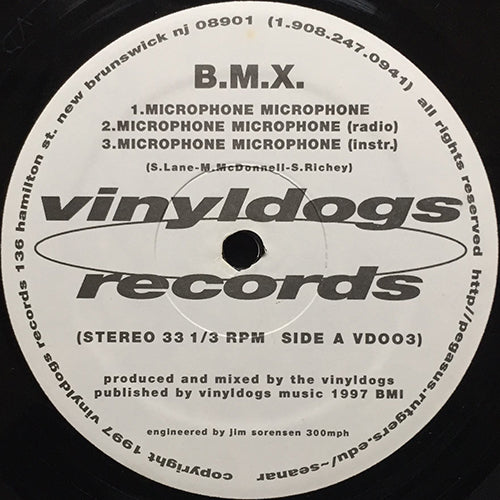 copyright 1997 vinyldogs records 136 hamilton st. new brunswick nj 08901 (1.908.247.0941) all rights reserved http//pegasus-rutgers.edu/~seanar
B.M.X.
1.MICROPHONE MICROPHONE
2.MICROPHONE MICROPHONE (radio)
3.MICROPHONE MICROPHONE (instr.)
(S.Lane-M.McDonnell-S.Richey)
vinyldogs
records
(STEREO 33 1/3 RPM SIDE A VD003)
produced and mixed by the vinyldogs
published by vinyldogs music 1997 BMI
engineered by jim sorensen 300mph